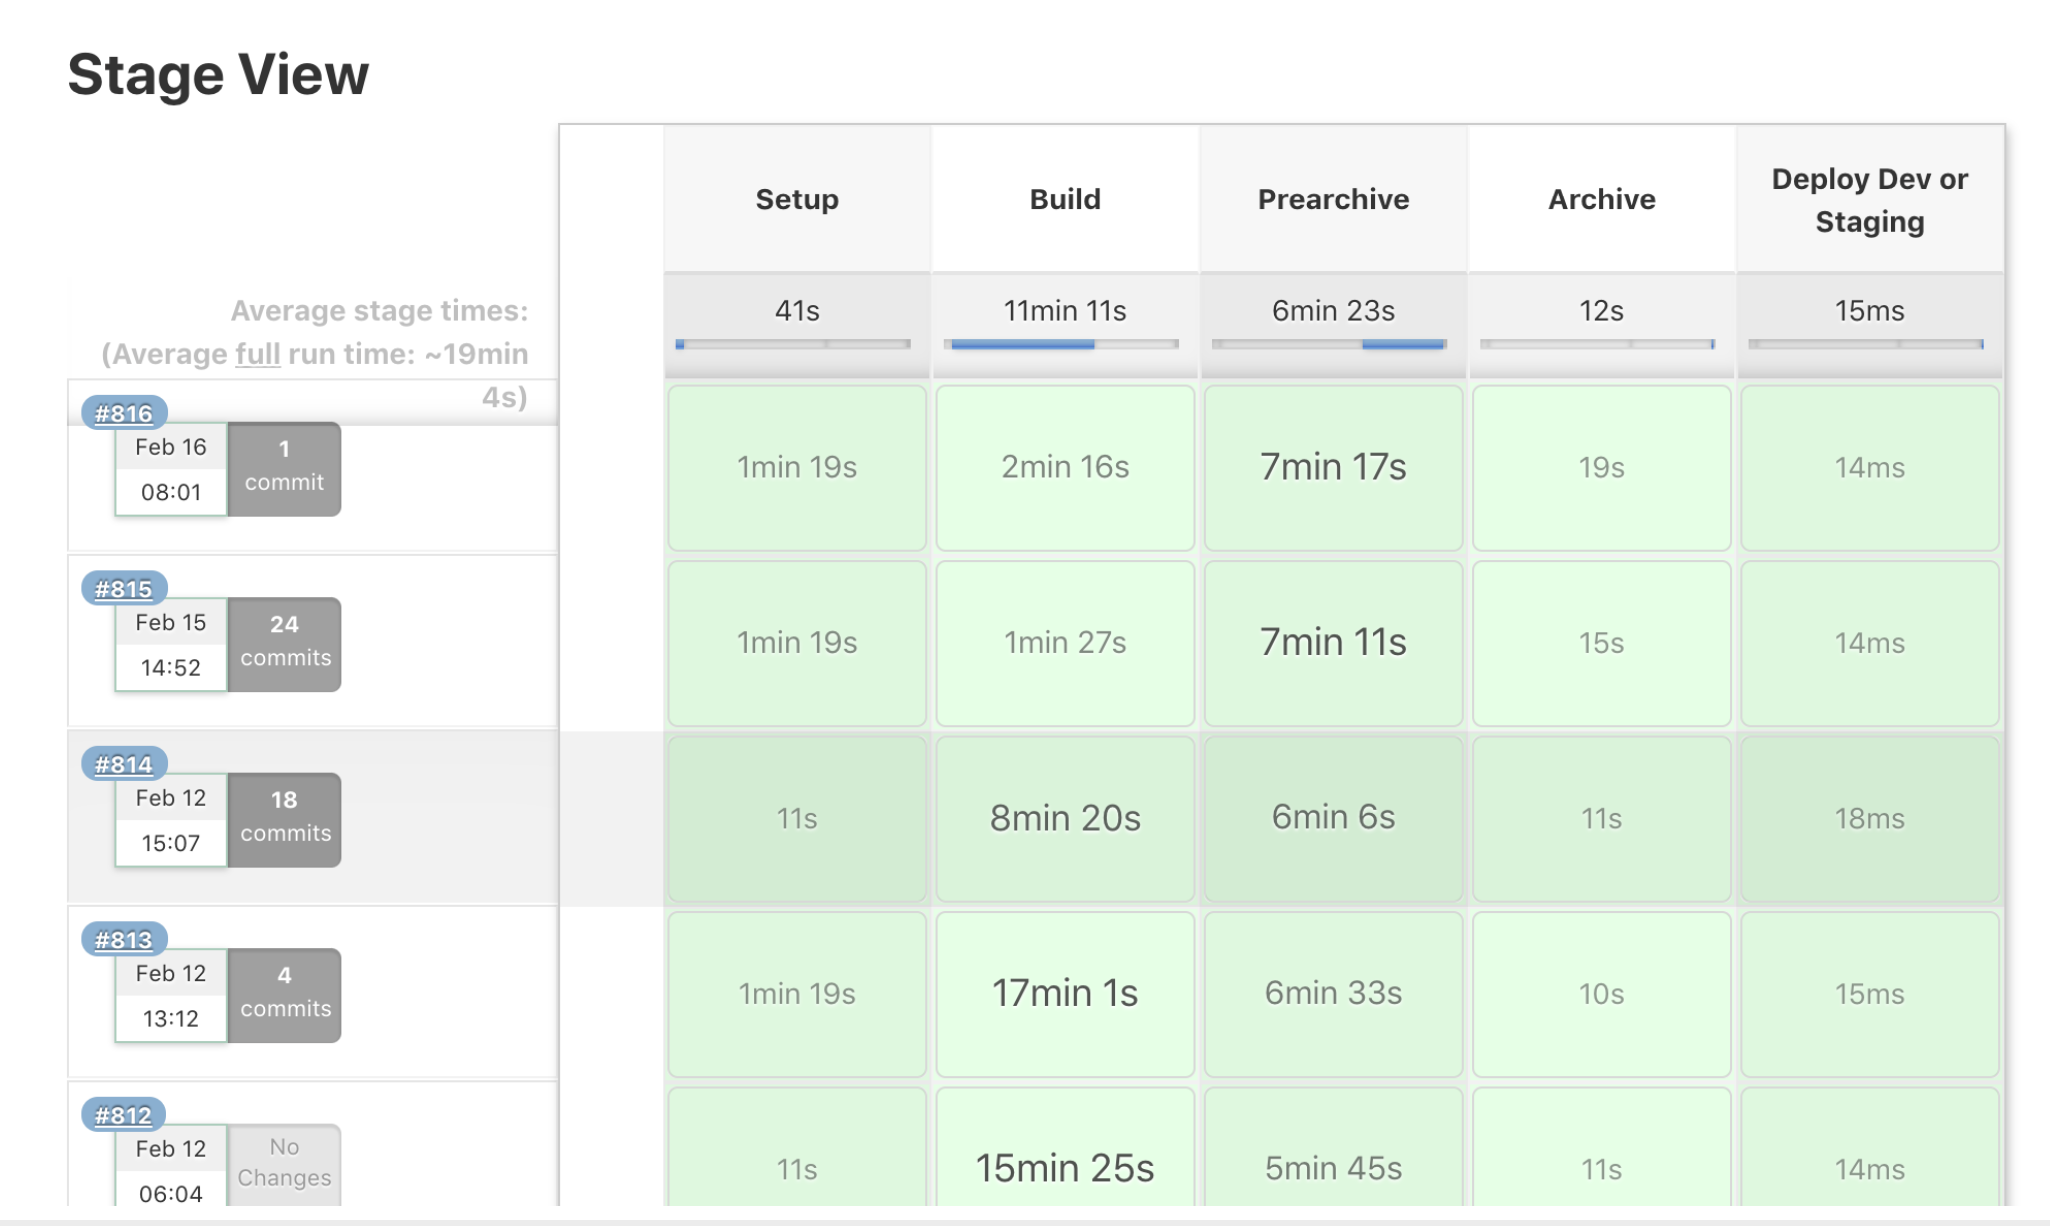 Stage View
Setup
Build
Prearchive
Archive
Deploy Dev or
Staging
Average stage times:
(Average full run time: ~19min
4s)
41s
11min 11s
6min 23s
12s
15ms
#816
Feb 16
08:01
1
commit
1min 19s
2min 16s
7min 17s
19s
14ms
#815
Feb 15
14:52
24
commits
1min 19s
1min 27s
7min 11s
15s
14ms
#814
Feb 12
15:07
18
commits
11s
8min 20s
6min 6s
11s
18ms
#813
Feb 12
13:12
4
commits
1min 19s
17min 1s
6min 33s
10s
15ms
#812
Feb 12
06:04
No
Changes
11s
15min 25s
5min 45s
11s
14ms